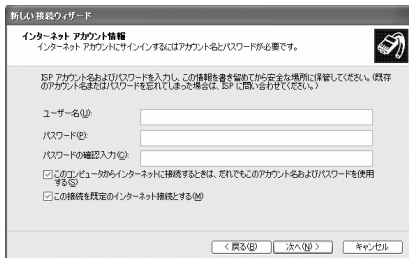 新しい接続ウィザード
インターネット アカウント情報
インターネット アカウントにサインインするにはアカウント名とパスワードが必要です。
ISP アカウント名およびパスワードを入力し、この情報を書き留めてから安全な場所に保管してください。(既存
のアカウント名またはパスワードを忘れてしまった場合は、ISP に問い合わせてください。)
ユーザー名(U):
パスワード(P):
パスワードの確認入力(C):
このコンピュータからインターネットに接続するときは、だれでもこのアカウント名およびパスワードを使用
する(S)
この接続を既定のインターネット接続とする(M)
< 戻る(B)
次へ(N) >
キャンセル